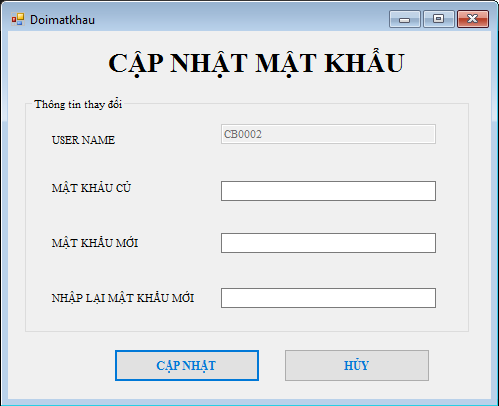 Doimatkhau
CẬP NHẬT MẬT KHẨU
Thông tin thay đổi
USER NAME
CB0002
MẬT KHẨU CỦ
MẬT KHẨU MỚI
NHẬP LẠI MẬT KHẨU MỚI
CẬP NHẬT
HỦY